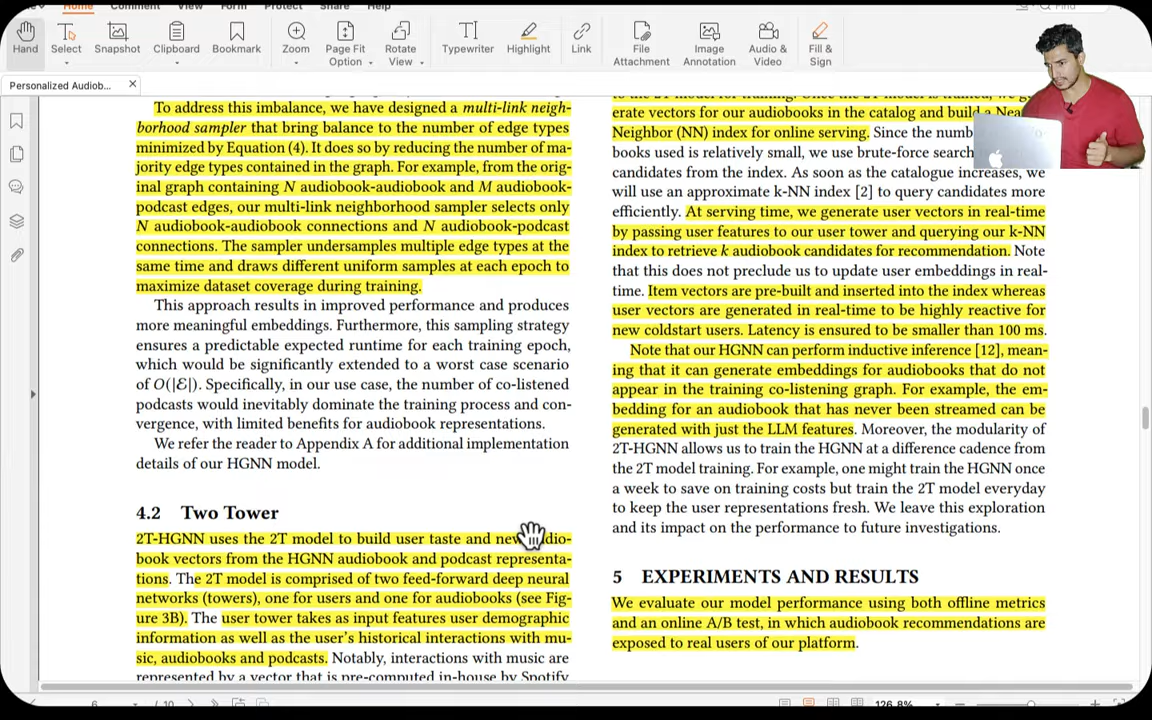 Home Comment View Form Protect Share Help
Find
Hand
Select
Snapshot
Clipboard
Bookmark
Zoom
Page Fit
Option
Rotate
View
Typewriter
Highlight
Link
File
Attachment
Image
Annotation
Audio &
Video
Fill &
Sign
Personalized Audiob...
To address this imbalance, we have designed a multi-link neigh-
borhood sampler that bring balance to the number of edge types
minimized by Equation (4). It does so by reducing the number of ma-
jority edge types contained in the graph. For example, from the orig-
inal graph containing N audiobook-audiobook and M audiobook-
podcast edges, our multi-link neighborhood sampler selects only
N audiobook-audiobook connections and N audiobook-podcast
connections. The sampler undersamples multiple edge types at the
same time and draws different uniform samples at each epoch to
maximize dataset coverage during training.
This approach results in improved performance and produces
more meaningful embeddings. Furthermore, this sampling strategy
ensures a predictable expected runtime for each training epoch,
which would be significantly extended to a worst case scenario
of O(|ℰ|). Specifically, in our use case, the number of co-listened
podcasts would inevitably dominate the training process and con-
vergence, with limited benefits for audiobook representations.
We refer the reader to Appendix A for additional implementation
details of our HGNN model.
4.2 Two Tower
2T-HGNN uses the 2T model to build user taste and new
book vectors from the HGNN audiobook and podcast representa-
tions. The 2T model is comprised of two feed-forward deep neural
networks (towers), one for users and one for audiobooks (see Fig-
ure 3B). The user tower takes as input features user demographic
information as well as the user's historical interactions with mu-
sic, audiobooks and podcasts. Notably, interactions with music are
represented by a vector that is pre-computed in-house by Spotify
erate vectors for our audiobooks in the catalog and build
Neighbor (NN) index for online serving. Since the
books used is relatively small, we use brute-force search
candidates from the index. As soon as the catalogue increases, we
will use an approximate k-NN index [2] to query candidates more
efficiently. At serving time, we generate user vectors in real-time
by passing user features to our user tower and querying our k-NN
index to retrieve k audiobook candidates for recommendation. Note
that this does not preclude us to update user embeddings in real-
time. Item vectors are pre-built and inserted into the index whereas
user vectors are generated in real-time to be highly reactive for
new coldstart users. Latency is ensured to be smaller than 100 ms.
Note that our HGNN can perform inductive inference [12], mean-
ing that it can generate embeddings for audiobooks that do not
appear in the training co-listening graph. For example, the em-
bedding for an audiobook that has never been streamed can be
generated with just the LLM features. Moreover, the modularity of
2T-HGNN allows us to train the HGNN at a difference cadence from
the 2T model training. For example, one might train the HGNN once
a week to save on training costs but train the 2T model everyday
to keep the user representations fresh. We leave this exploration
and its impact on the performance to future investigations.
5 EXPERIMENTS AND RESULTS
We evaluate our model performance using both offline metrics
and an online A/B test, in which audiobook recommendations are
exposed to real users of our platform.
6 / 10
126.8%